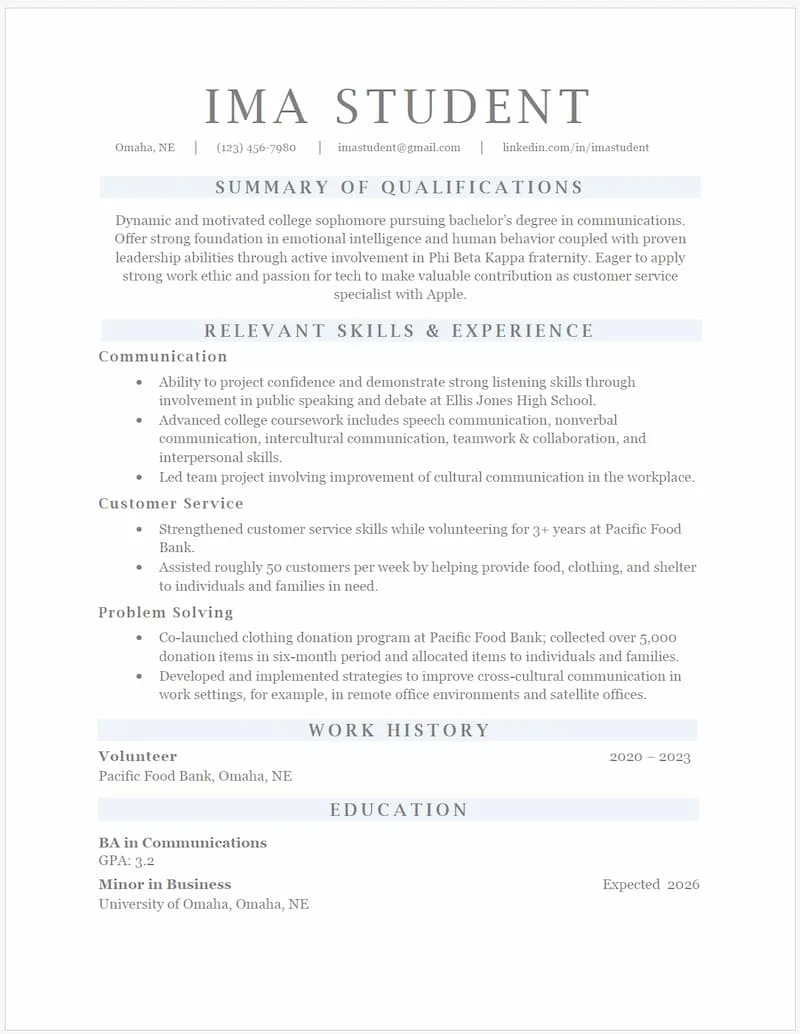 IMA STUDENT
Omaha, NE | (123) 456-7980 | imastudent@gmail.com | linkedin.com/in/imastudent
SUMMARY OF QUALIFICATIONS
Dynamic and motivated college sophomore pursuing bachelor's degree in communications.
Offer strong foundation in emotional intelligence and human behavior coupled with proven
leadership abilities through active involvement in Phi Beta Kappa fraternity. Eager to apply
strong work ethic and passion for tech to make valuable contribution as customer service
specialist with Apple.
RELEVANT SKILLS & EXPERIENCE
Communication
• Ability to project confidence and demonstrate strong listening skills through
involvement in public speaking and debate at Ellis Jones High School.
• Advanced college coursework includes speech communication, nonverbal
communication, intercultural communication, teamwork & collaboration, and
interpersonal skills.
• Led team project involving improvement of cultural communication in the workplace.
Customer Service
• Strengthened customer service skills while volunteering for 3+ years at Pacific Food
Bank.
• Assisted roughly 50 customers per week by helping provide food, clothing, and shelter
to individuals and families in need.
Problem Solving
• Co-launched clothing donation program at Pacific Food Bank; collected over 5,000
donation items in six-month period and allocated items to individuals and families.
• Developed and implemented strategies to improve cross-cultural communication in
work settings, for example, in remote office environments and satellite offices.
WORK HISTORY
Volunteer 2020 – 2023
Pacific Food Bank, Omaha, NE
EDUCATION
BA in Communications
GPA: 3.2
Minor in Business Expected 2026
University of Omaha, Omaha, NE